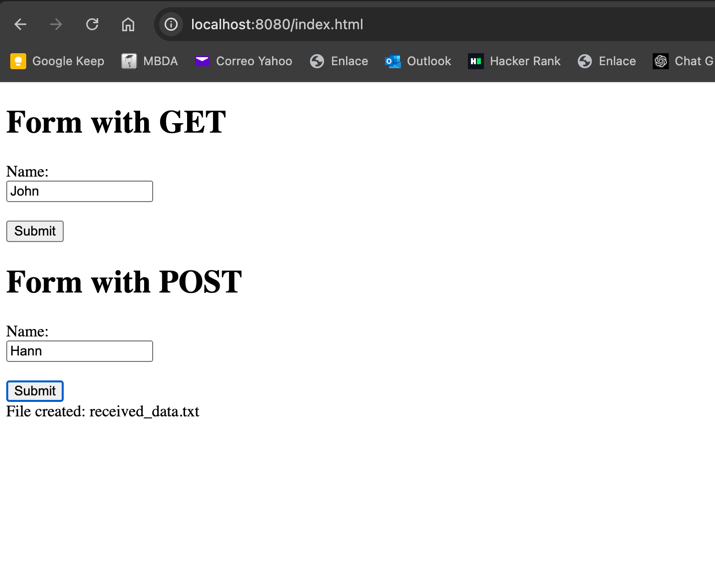 localhost:8080/index.html
Google Keep MBDA Correo Yahoo Enlace Outlook Hacker Rank Enlace Chat G
Form with GET
Name:
John
Submit
Form with POST
Name:
Hann
Submit
File created: received_data.txt